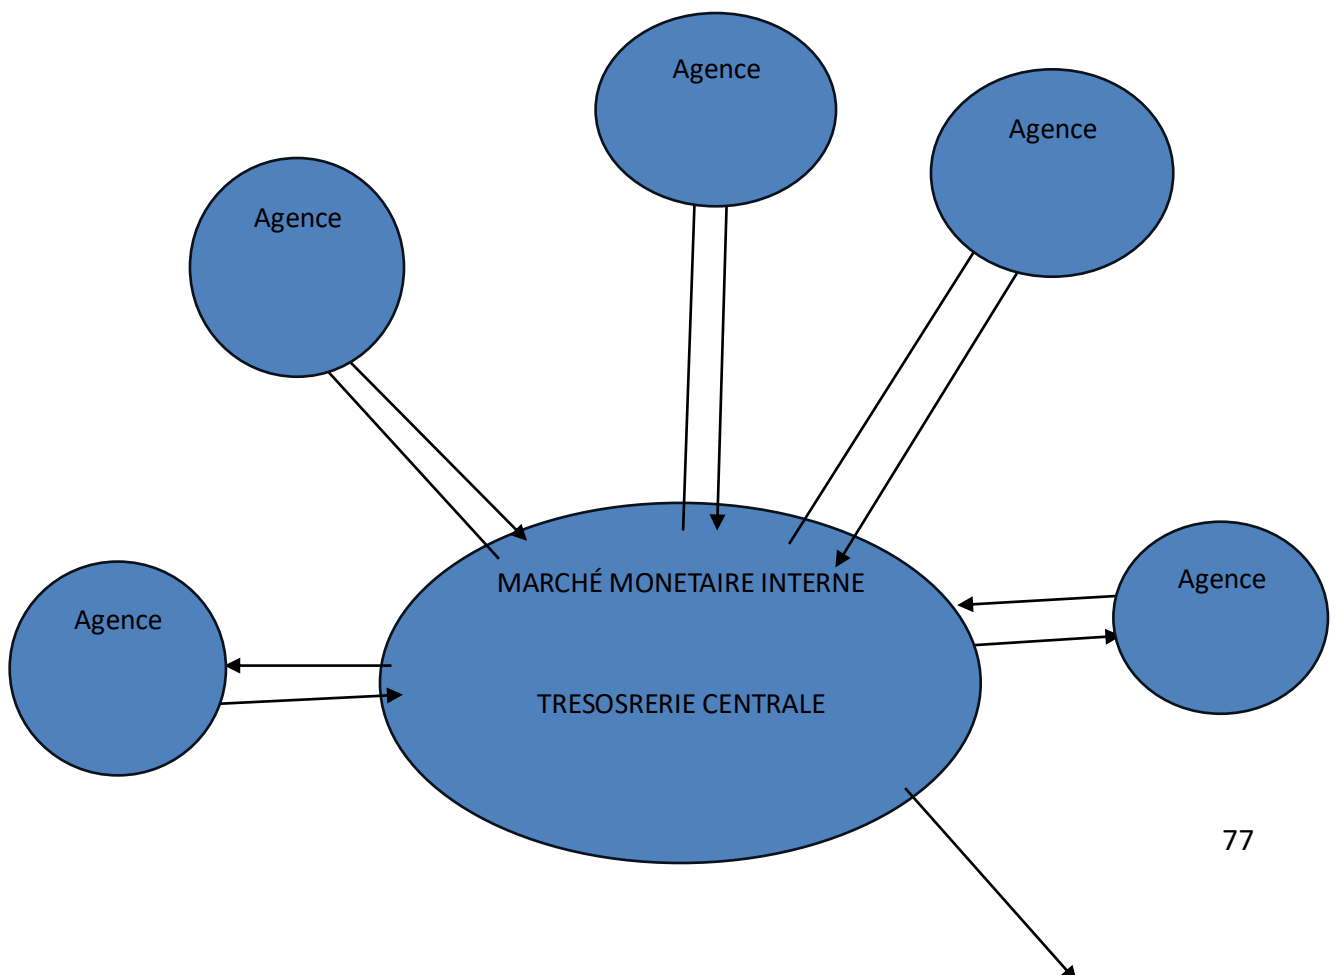 Agence
Agence
Agence
MARCHÉ MONETAIRE INTERNE
Agence
Agence
TRESOSRERIE CENTRALE
77